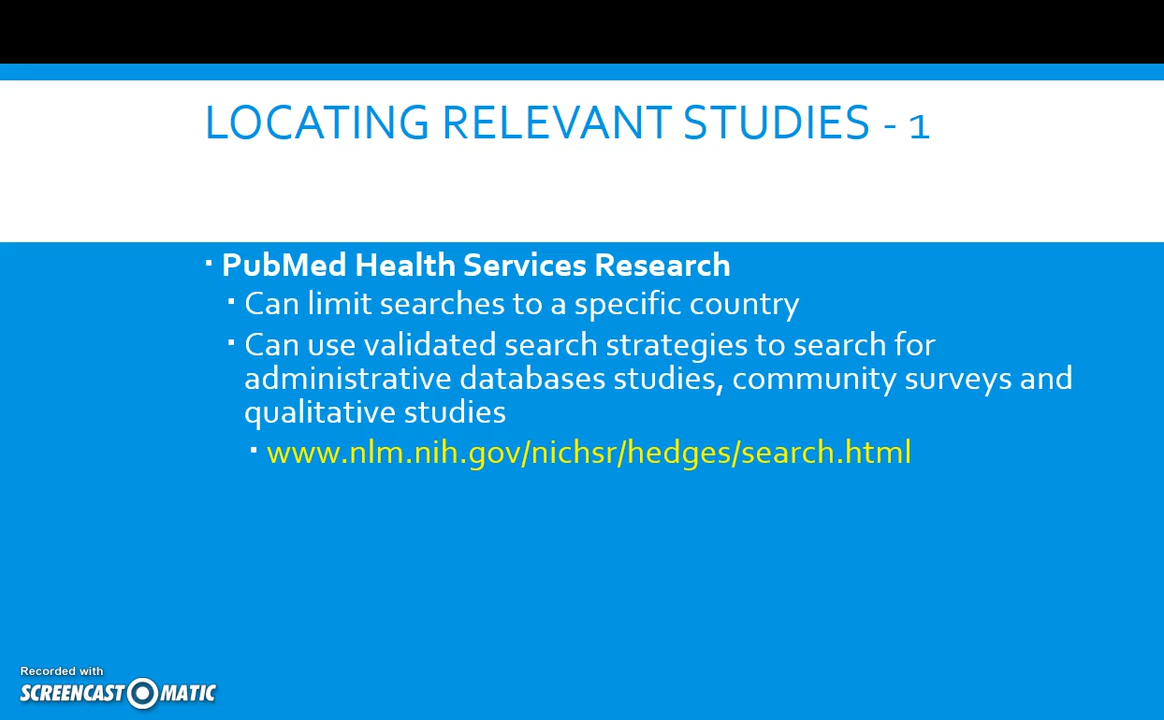 LOCATING RELEVANT STUDIES - 1
▪ PubMed Health Services Research
▪ Can limit searches to a specific country
▪ Can use validated search strategies to search for
administrative databases studies, community surveys and
qualitative studies
▪ www.nlm.nih.gov/nichsr/hedges/search.html
Recorded with
SCREENCAST O MATIC